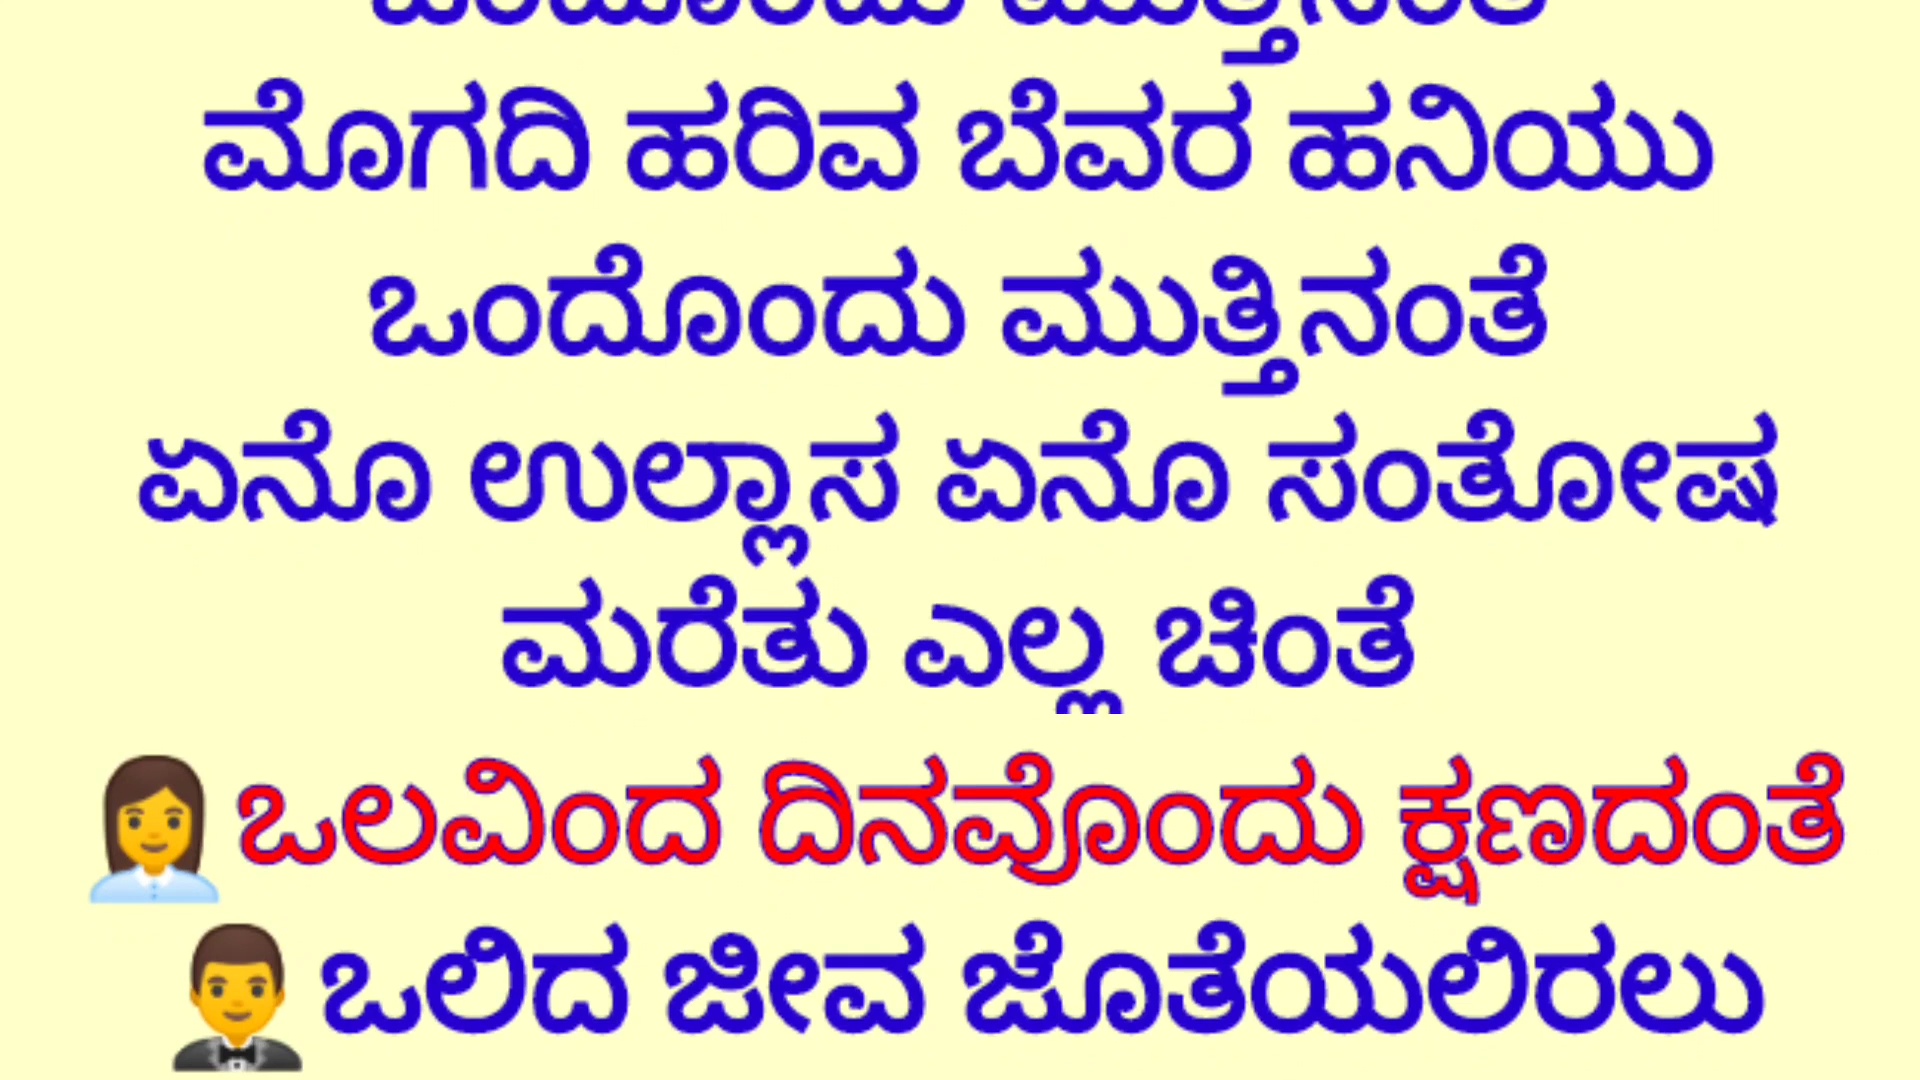 ಒಂದೊಂದು ಮುತ್ತಿನಂತೆ
ಮೊಗದಿ ಹರಿವ ಬೆವರ ಹನಿಯು
ಒಂದೊಂದು ಮುತ್ತಿನಂತೆ
ಏನೊ ಉಲ್ಲಾಸ ಏನೊ ಸಂತೋಷ
ಮರೆತು ಎಲ್ಲ ಚಿಂತೆ
ಒಲವಿಂದ ದಿನವೊಂದು ಕ್ಷಣದಂತೆ
ಒಲಿದ ಜೀವ ಜೊತೆಯಲಿರಲು